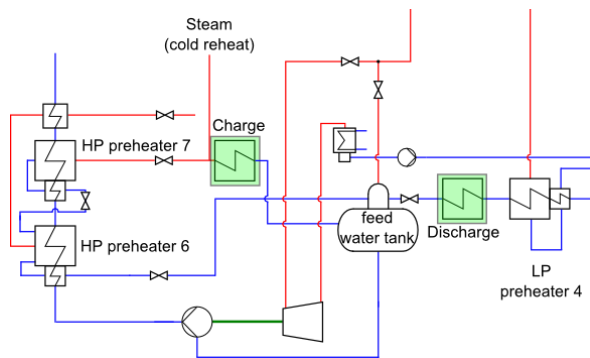 Steam
(cold reheat)
HP preheater 7
Charge
HP preheater 6
feed
water tank
Discharge
LP
preheater 4